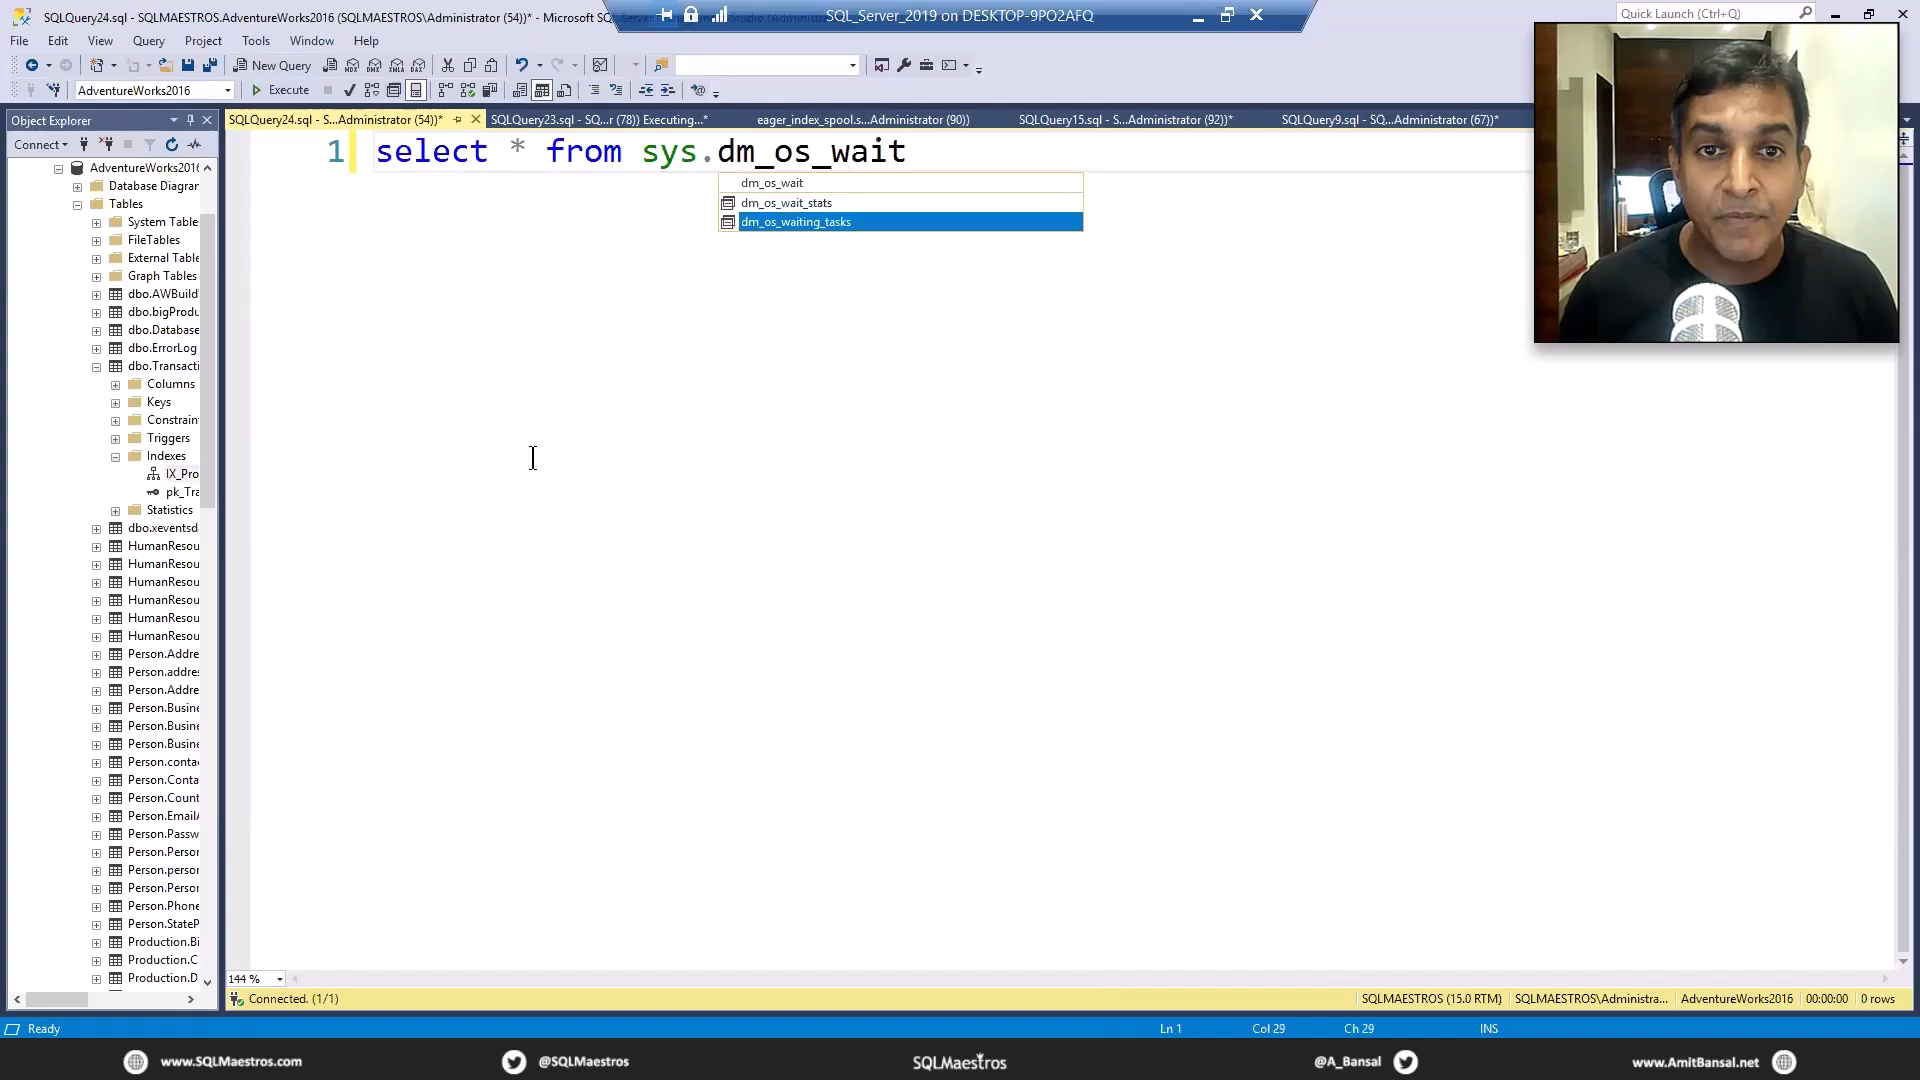 SQLQuery24.sql - SQLMAESTROS.AdventureWorks2016 (SQLMAESTROS\Administrator (54))* - Microsoft SQ
SQL_Server_2019 on DESKTOP-9PO2AFQ
Quick Launch (Ctrl+Q)
File Edit View Query Project Tools Window Help
New Query
AdventureWorks2016
Execute
Object Explorer
SQLQuery24.sql - S...Administrator (54))*
SQLQuery23.sql - SQ...r (78)) Executing...*
eager_index_spool.s...Administrator (90))
SQLQuery15.sql - S...Administrator (92))*
SQLQuery9.sql - SQ...Administrator (67))*
Connect
1 select * from sys.dm_os_wait
dm_os_wait
dm_os_wait_stats
dm_os_waiting_tasks
AdventureWorks2016
Database Diagrar
Tables
System Table
FileTables
External Table
Graph Tables
dbo.AWBuild
dbo.bigProdu
dbo.Database
dbo.ErrorLog
dbo.Transacti
Columns
Keys
Constrain
Triggers
Indexes
IX_Pro
pk_Tra
Statistics
dbo.xeventsd
HumanResou
HumanResou
HumanResou
HumanResou
HumanResou
HumanResou
Person.Addre
Person.addre
Person.Addre
Person.Busine
Person.Busine
Person.Busine
Person.conta
Person.Conta
Person.Count
Person.EmailA
Person.Passw
Person.Persor
Person.persor
Person.Persor
Person.Phone
Person.StateP
Production.Bi
Production.C
Production.D
144 %
Connected. (1/1)
SQLMAESTROS (15.0 RTM)
SQLMAESTROS\Administra...
AdventureWorks2016
00:00:00
0 rows
Ready
Ln 1
Col 29
Ch 29
INS
www.SQLMaestros.com
@SQLMaestros
SQLMaestros
@A_Bansal
www.AmitBansal.net